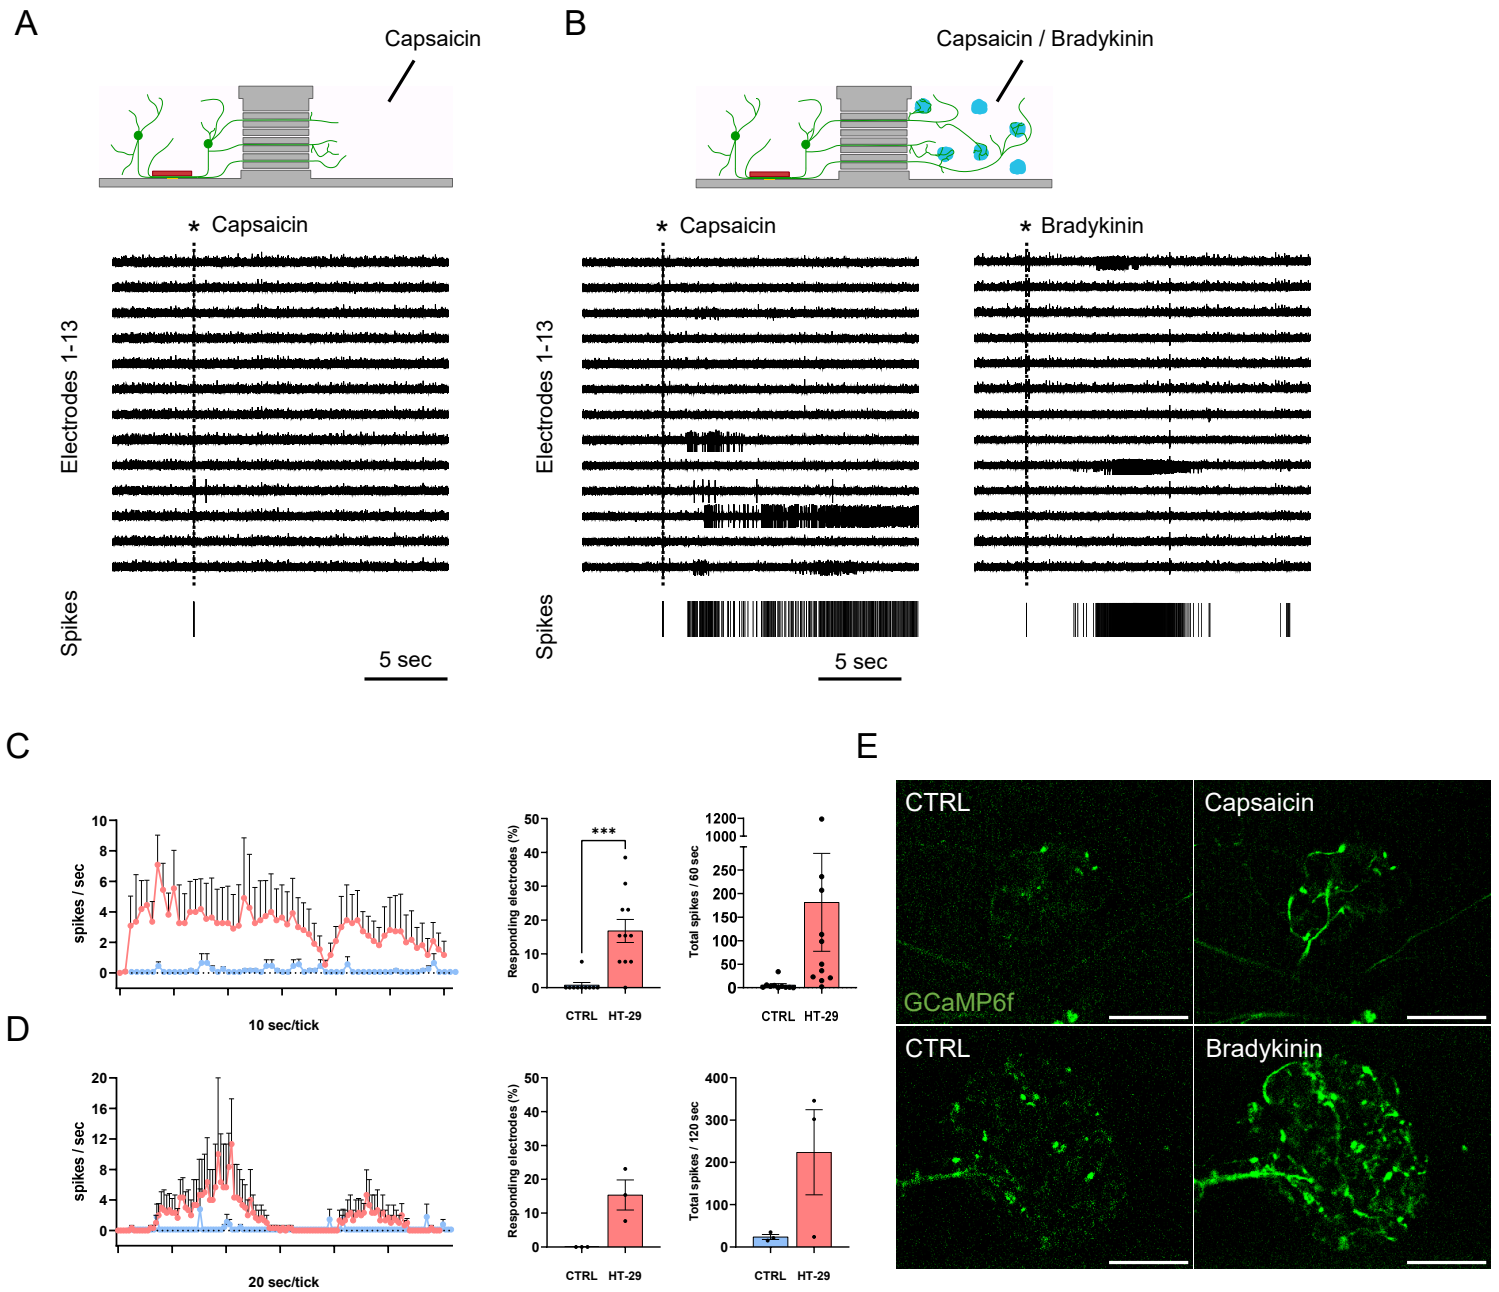 A
Capsaicin
* Capsaicin
Electrodes 1-13
Spikes
5 sec
B
Capsaicin / Bradykinin
* Capsaicin
* Bradykinin
Electrodes 1-13
Spikes
5 sec
C
10
8
6
4
2
0
spikes / sec
10 sec/tick
50
40
30
20
10
0
Responding electrodes (%)
***
CTRL HT-29
1200
1000
250
200
150
100
50
0
Total spikes / 60 sec
CTRL HT-29
D
20
16
12
8
4
0
spikes / sec
20 sec/tick
50
40
30
20
10
0
Responding electrodes (%)
CTRL HT-29
400
300
200
100
0
Total spikes / 120 sec
CTRL HT-29
E
CTRL
Capsaicin
GCaMP6f
CTRL
Bradykinin